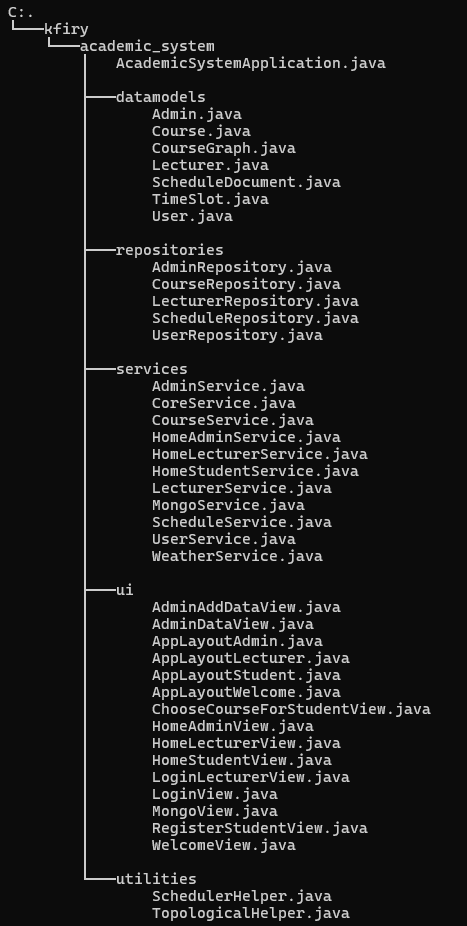 C:.
kfiry
academic_system
AcademicSystemApplication.java
datamodels
Admin.java
Course.java
CourseGraph.java
Lecturer.java
ScheduleDocument.java
TimeSlot.java
User.java
repositories
AdminRepository.java
CourseRepository.java
LecturerRepository.java
ScheduleRepository.java
UserRepository.java
services
AdminService.java
CoreService.java
CourseService.java
HomeAdminService.java
HomeLecturerService.java
HomeStudentService.java
LecturerService.java
MongoService.java
ScheduleService.java
UserService.java
WeatherService.java
ui
AdminAddDataView.java
AdminDataView.java
AppLayoutAdmin.java
AppLayoutLecturer.java
AppLayoutStudent.java
AppLayoutWelcome.java
ChooseCourseForStudentView.java
HomeAdminView.java
HomeLecturerView.java
HomeStudentView.java
LoginLecturerView.java
LoginView.java
MongoView.java
RegisterStudentView.java
WelcomeView.java
utilities
SchedulerHelper.java
TopologicalHelper.java